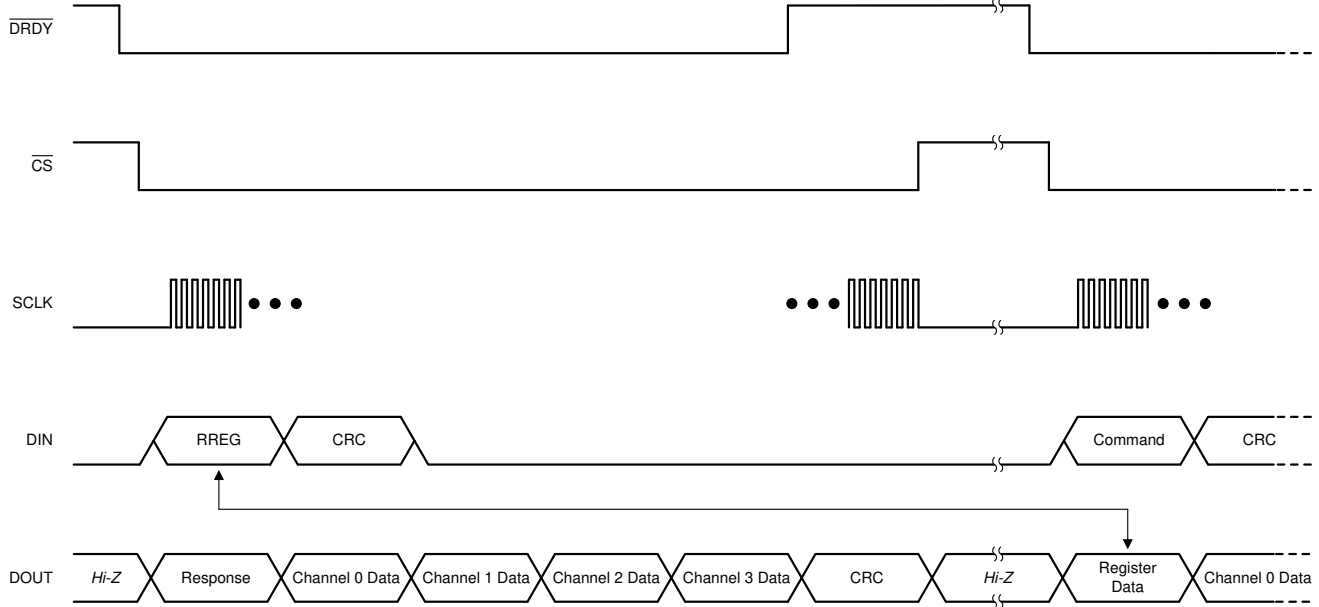 DRDY
CS
SCLK
DIN
RREG
CRC
Command
CRC
DOUT
Hi-Z
Response
Channel 0 Data
Channel 1 Data
Channel 2 Data
Channel 3 Data
CRC
Hi-Z
Register
Data
Channel 0 Data